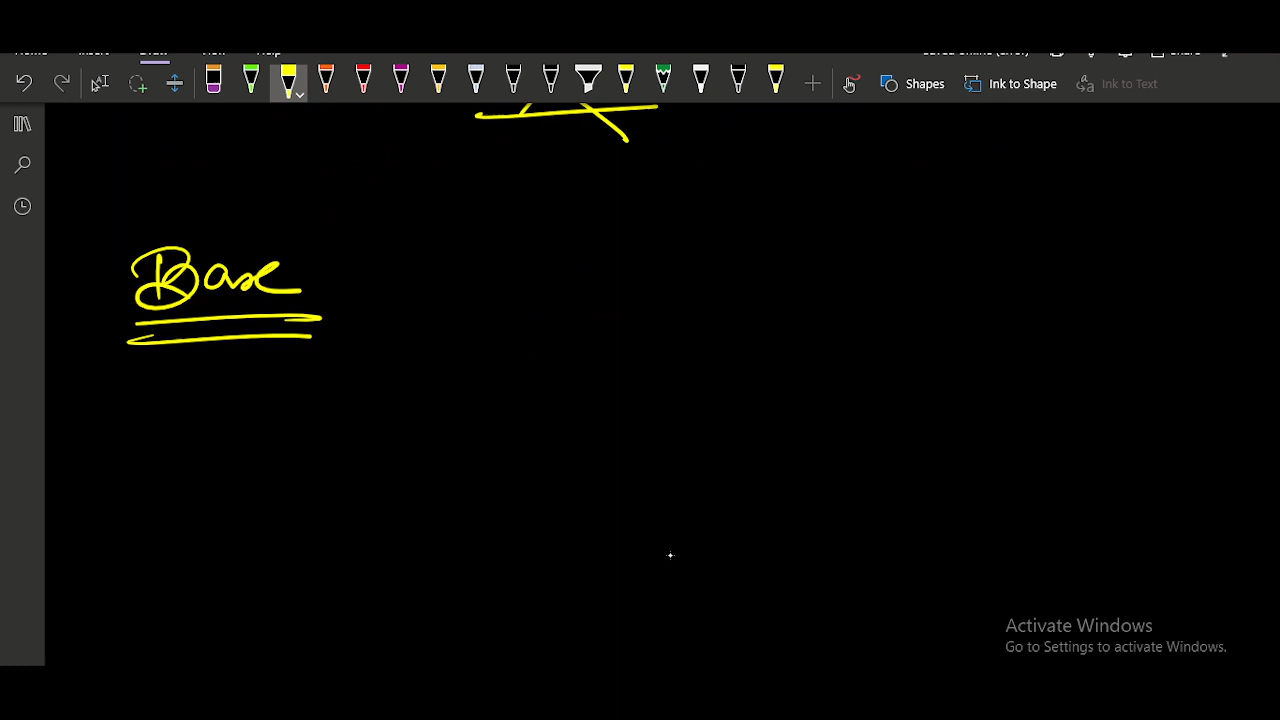 Shapes Ink to Shape Ink to Text
Base
Activate Windows
Go to Settings to activate Windows.